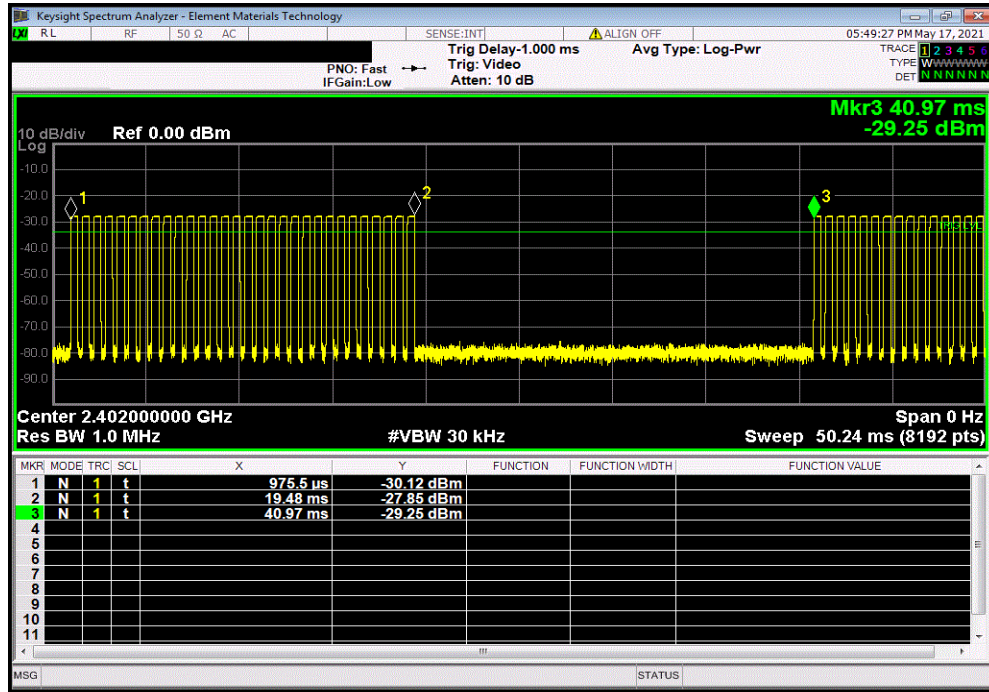 Keysight Spectrum Analyzer - Element Materials Technology
LXI RL RF 50 Ω AC SENSE:INT ALIGN OFF 05:49:27 PM May 17, 2021
Trig Delay-1.000 ms Avg Type: Log-Pwr TRACE 1 2 3 4 5 6
PNO: Fast Trig: Video TYPE WWWWWW
IFGain:Low Atten: 10 dB DET N N N N N N
Mkr3 40.97 ms
10 dB/div Ref 0.00 dBm -29.25 dBm
Log
-10.0
-20.0
1 2 3
-30.0
TRIG LVL
-40.0
-50.0
-60.0
-70.0
-80.0
-90.0
Center 2.402000000 GHz Span 0 Hz
Res BW 1.0 MHz #VBW 30 kHz Sweep 50.24 ms (8192 pts)
MKR MODE TRC SCL X Y FUNCTION FUNCTION WIDTH FUNCTION VALUE
1 N 1 t 975.5 µs -30.12 dBm
2 N 1 t 19.48 ms -27.85 dBm
3 N 1 t 40.97 ms -29.25 dBm
4
5
6
7
8
9
10
11
MSG STATUS